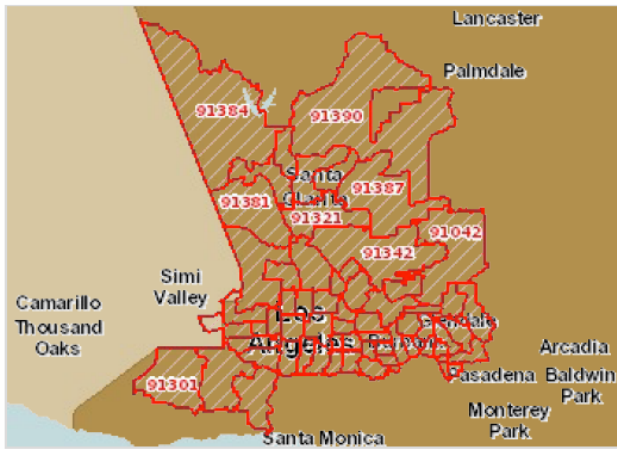 Lancaster
Palmdale
91384
91390
Santa
Clarita
91387
91381
91321
91042
91342
Simi
Valley
Camarillo
Thousand
Oaks
Los
Angeles
Glendale
Burbank
Arcadia
91301
Pasadena
Baldwin
Park
Monterey
Park
Santa Monica